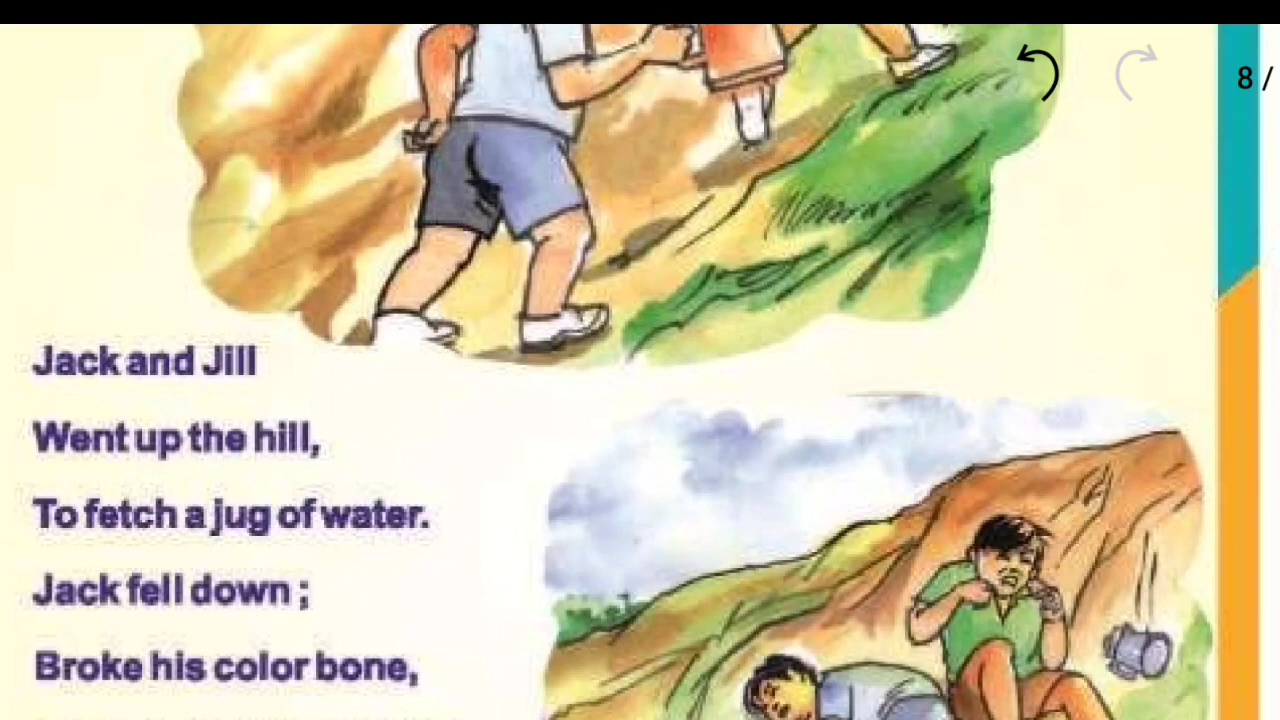 8 /
Jack and Jill
Went up the hill,
To fetch a jug of water.
Jack fell down ;
Broke his color bone,